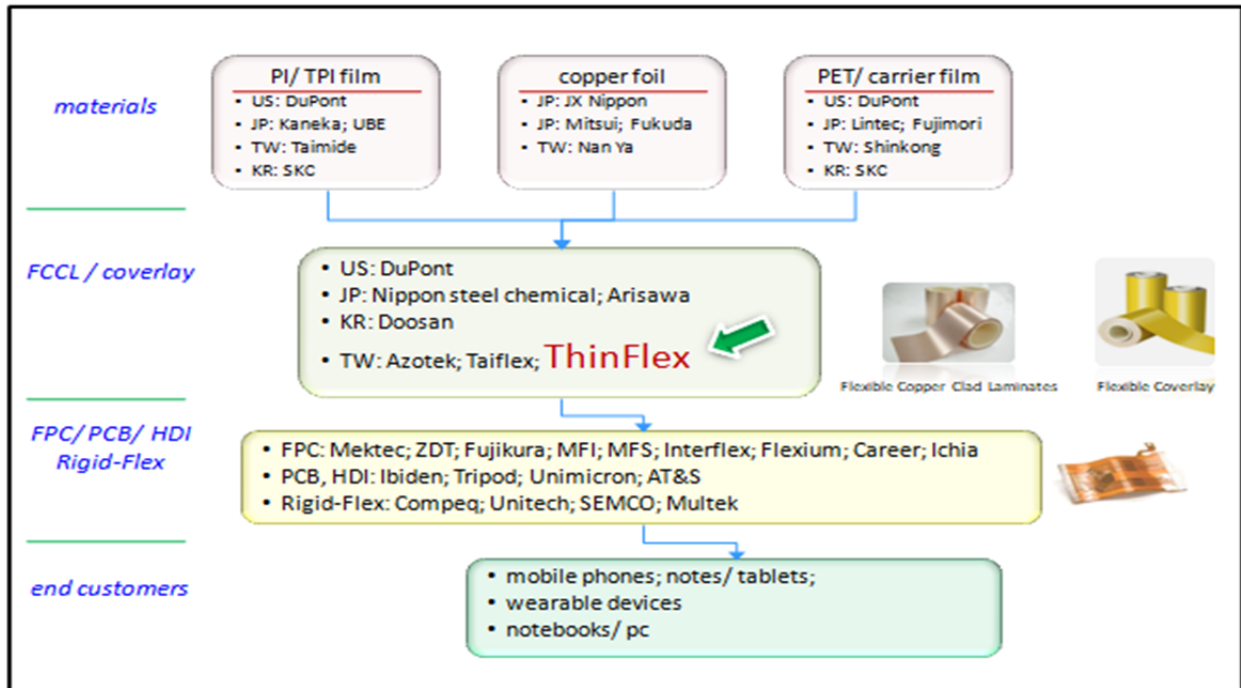 materials
PI/ TPI film
• US: DuPont
• JP: Kaneka; UBE
• TW: Taimide
• KR: SKC
copper foil
• JP: JX Nippon
• JP: Mitsui; Fukuda
• TW: Nan Ya
PET/ carrier film
• US: DuPont
• JP: Lintec; Fujimori
• TW: Shinkong
• KR: SKC
FCCL / coverlay
• US: DuPont
• JP: Nippon steel chemical; Arisawa
• KR: Doosan
• TW: Azotek; Taiflex; ThinFlex
Flexible Copper Clad Laminates
Flexible Coverlay
FPC/ PCB/ HDI
Rigid-Flex
• FPC: Mektec; ZDT; Fujikura; MFI; MFS; Interflex; Flexium; Career; Ichia
• PCB, HDI: Ibiden; Tripod; Unimicron; AT&S
• Rigid-Flex: Compeq; Unitech; SEMCO; Multek
end customers
• mobile phones; notes/ tablets;
• wearable devices
• notebooks/ pc